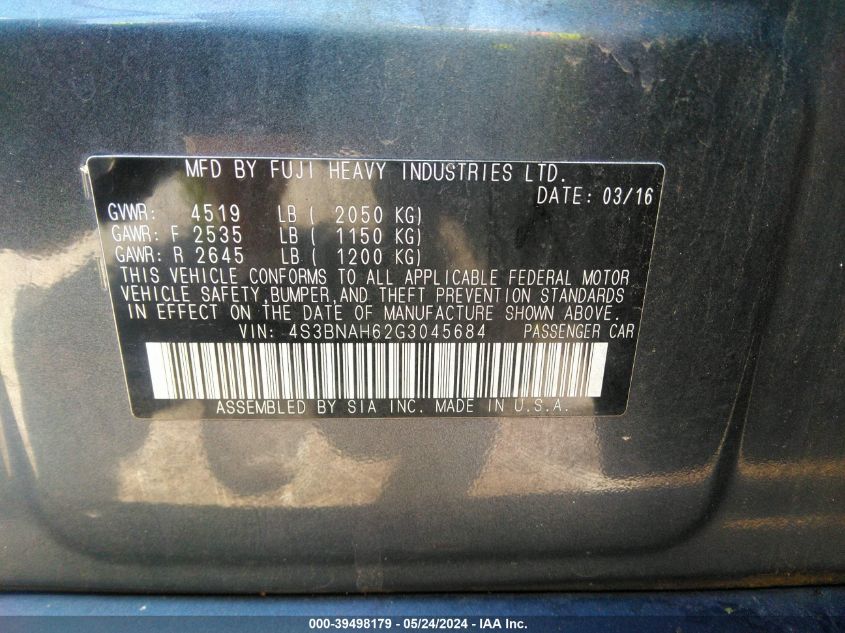 MFD BY FUJI HEAVY INDUSTRIES LTD.
DATE: 03/16
GVWR: 4519 LB ( 2050 KG)
GAWR: F 2535 LB ( 1150 KG)
GAWR: R 2645 LB ( 1200 KG)
THIS VEHICLE CONFORMS TO ALL APPLICABLE FEDERAL MOTOR
VEHICLE SAFETY,BUMPER,AND THEFT PREVENTION STANDARDS
IN EFFECT ON THE DATE OF MANUFACTURE SHOWN ABOVE.
VIN: 4S3BNAH62G3045684 PASSENGER CAR
ASSEMBLED BY SIA INC. MADE IN U.S.A.
000-39498179 - 05/24/2024 - IAA Inc.